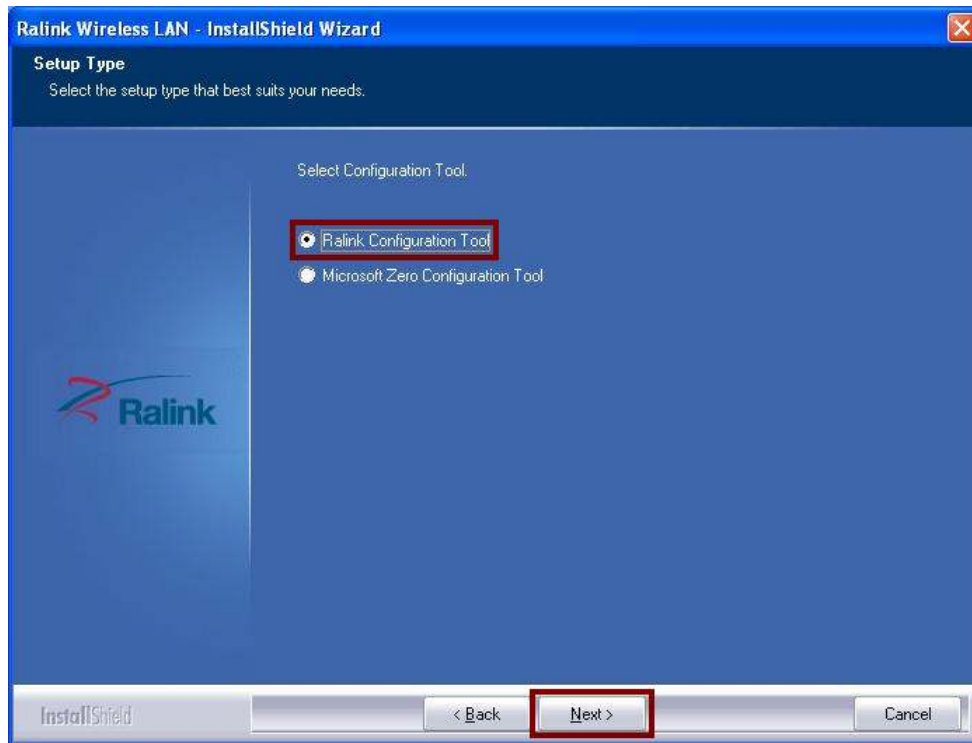 Ralink Wireless LAN - InstallShield Wizard
Setup Type
Select the setup type that best suits your needs.
Select Configuration Tool.
Ralink Configuration Tool
Microsoft Zero Configuration Tool
Ralink
InstallShield
< Back
Next >
Cancel